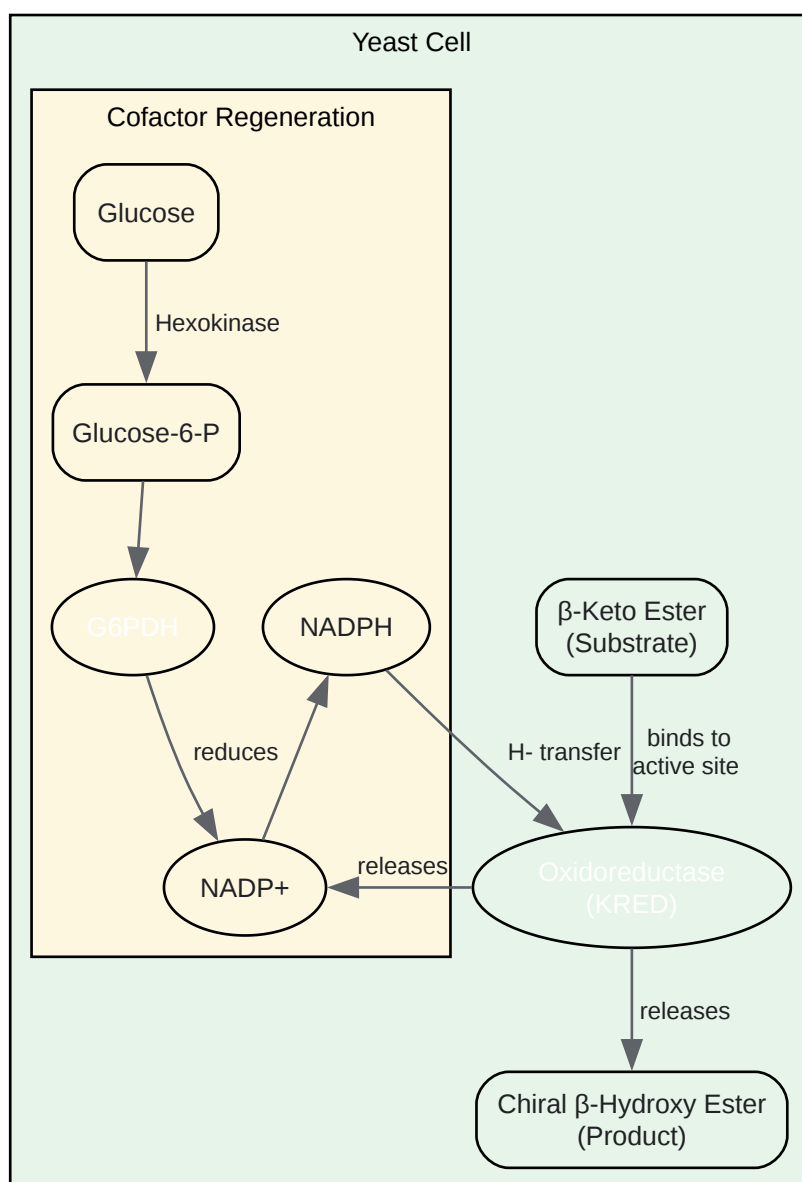 Yeast Cell
Cofactor Regeneration
Glucose
Hexokinase
Glucose-6-P
G6PDH
NADPH
β-Keto Ester
(Substrate)
reduces
H- transfer
binds to
active site
NADP+
releases
Oxidoreductase
(KRED)
releases
Chiral β-Hydroxy Ester
(Product)